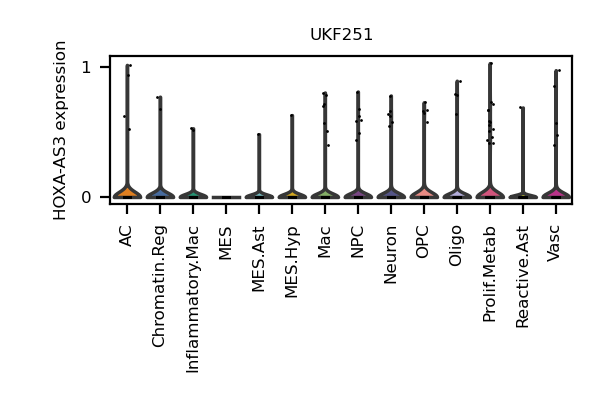 UKF251
HOXA-AS3 expression
1
0
AC
Chromatin.Reg
Inflammatory.Mac
MES
MES.Ast
MES.Hyp
Mac
NPC
Neuron
OPC
Oligo
Prolif.Metab
Reactive.Ast
Vasc